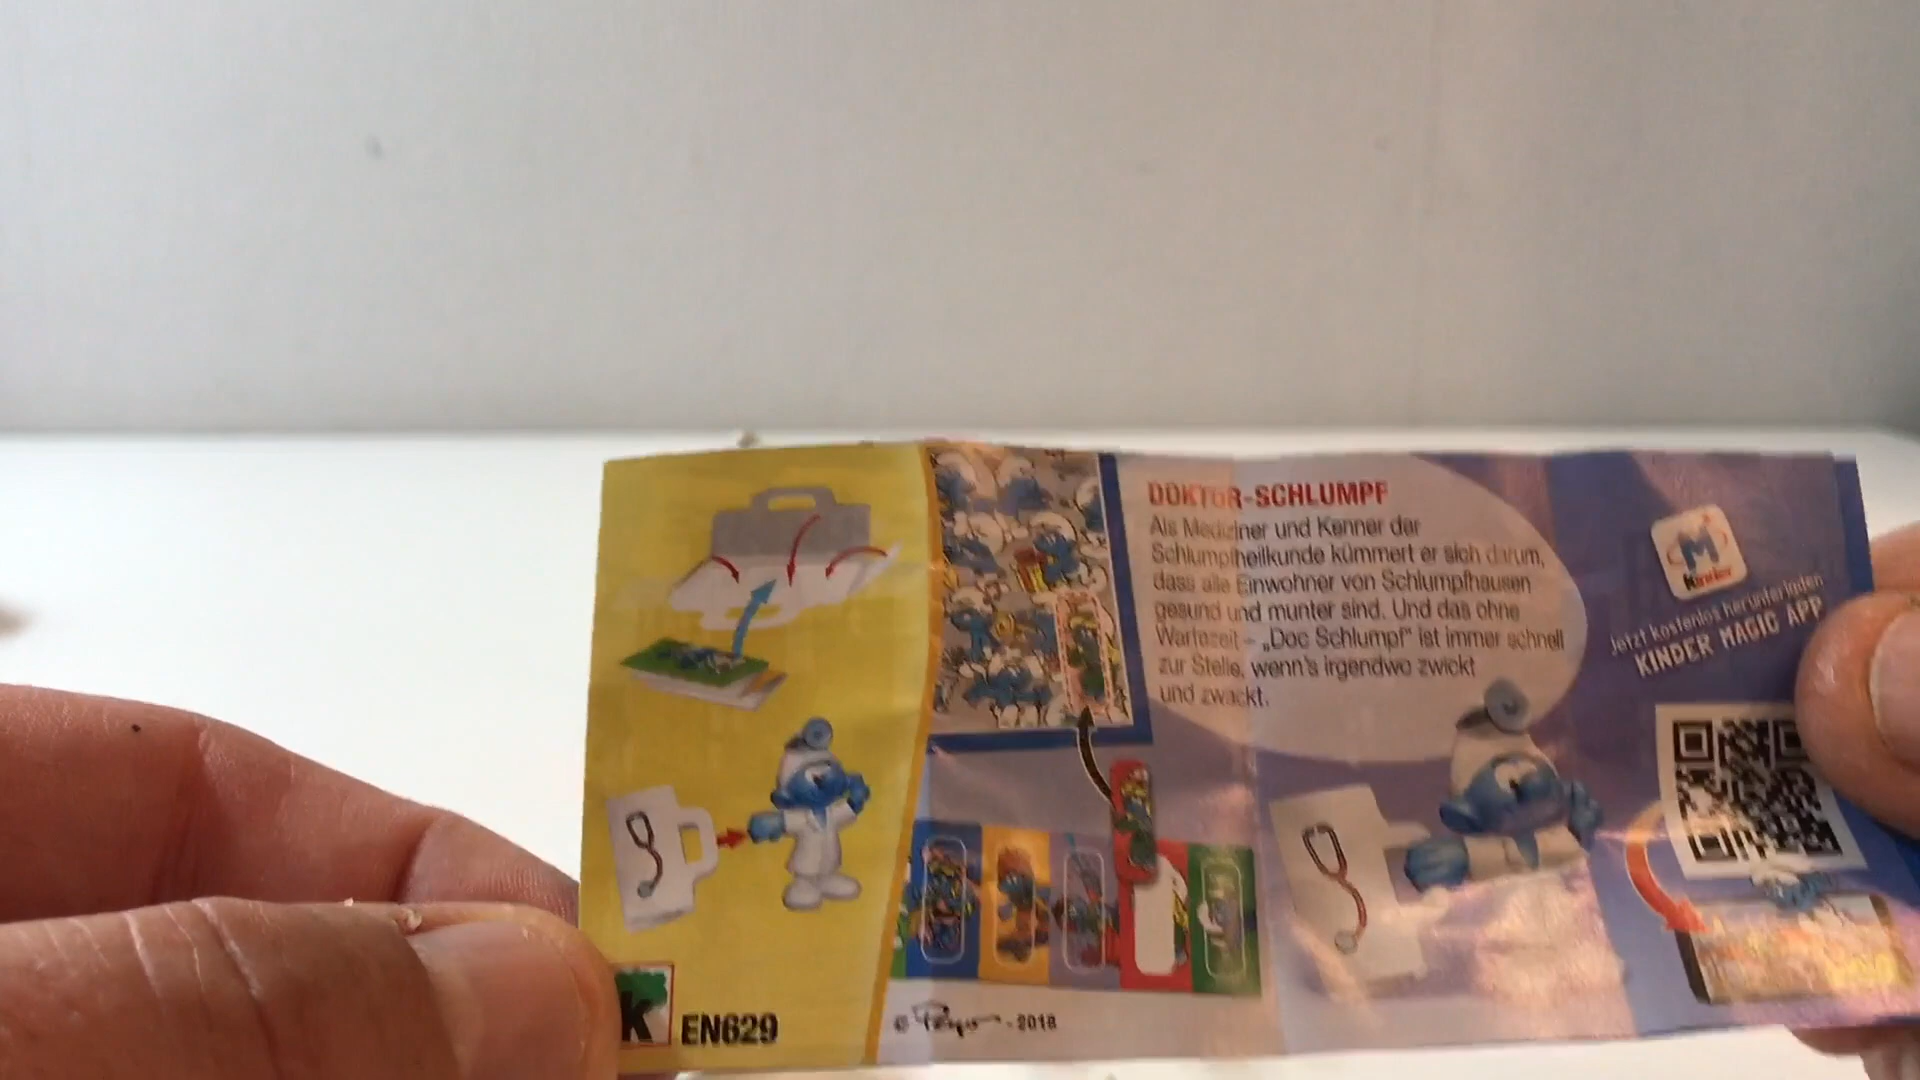 DOKTOR-SCHLUMPF
Als Mediziner und Kenner der
Schlumpfheilkunde kümmert er sich darum,
dass alle Einwohner von Schlumpfhausen
gesund und munter sind. Und das ohne
Wartezeit – „Doc Schlumpf“ ist immer schnell
zur Stelle, wenn's irgendwo zwickt
und zwackt.
M
Kinder
Jetzt kostenlos herunterladen
KINDER MAGIC APP
k
EN629
© Peyo - 2018